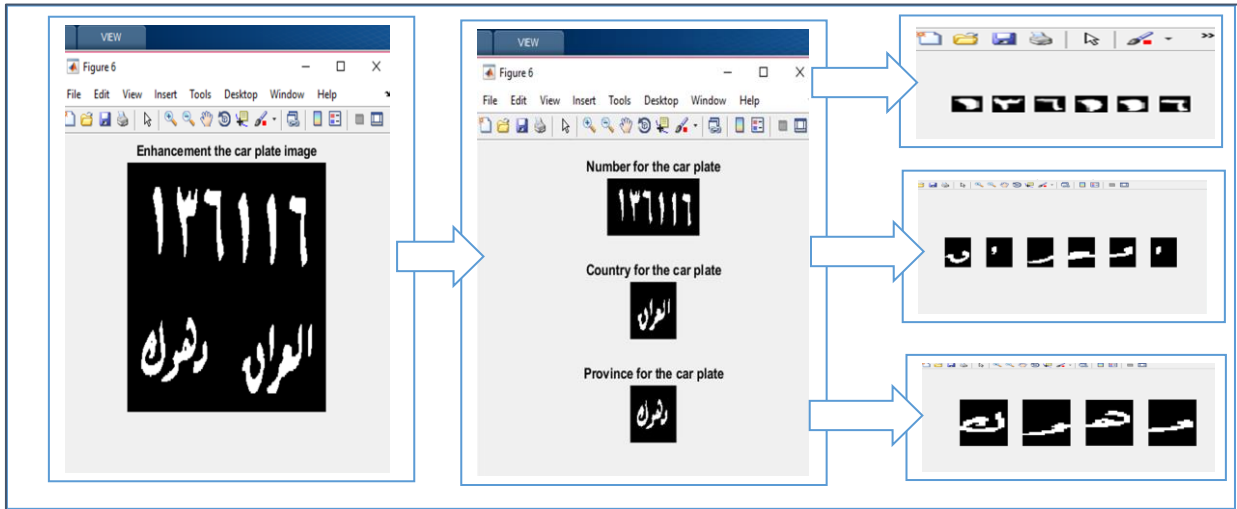 VIEW
Figure 6
File Edit View Insert Tools Desktop Window Help
Enhancement the car plate image
١٣٦١١٦
العراق دهوك
VIEW
Figure 6
File Edit View Insert Tools Desktop Window Help
Number for the car plate
١٣٦١١٦
Country for the car plate
العراق
Province for the car plate
دهوك